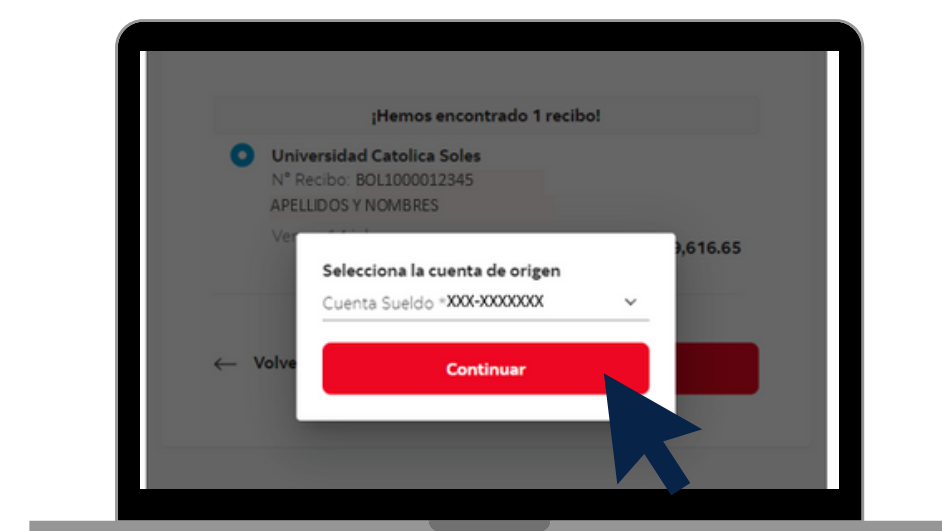 ¡Hemos encontrado 1 recibo!
Universidad Catolica Soles
N° Recibo: BOL1000012345
APELLIDOS Y NOMBRES
,616.65
Selecciona la cuenta de origen
Cuenta Sueldo *XXX-XXXXXXX
← Volve
Continuar